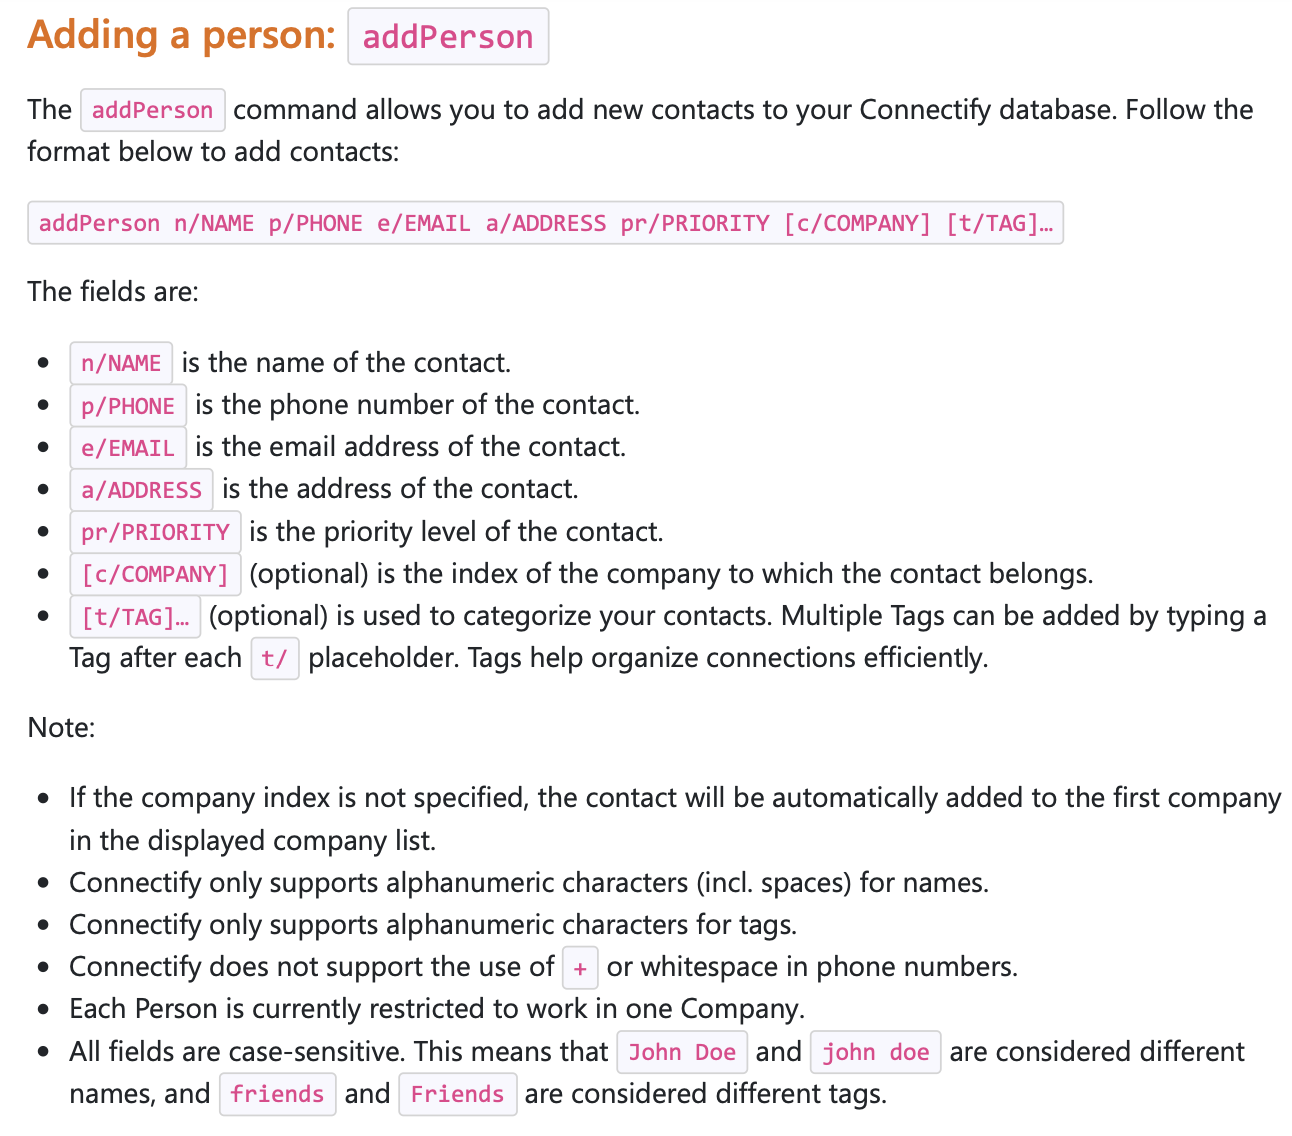 Adding a person: addPerson
The addPerson command allows you to add new contacts to your Connectify database. Follow the
format below to add contacts:
addPerson n/NAME p/PHONE e/EMAIL a/ADDRESS pr/PRIORITY [c/COMPANY] [t/TAG]…
The fields are:
• n/NAME is the name of the contact.
• p/PHONE is the phone number of the contact.
• e/EMAIL is the email address of the contact.
• a/ADDRESS is the address of the contact.
• pr/PRIORITY is the priority level of the contact.
• [c/COMPANY] (optional) is the index of the company to which the contact belongs.
• [t/TAG]… (optional) is used to categorize your contacts. Multiple Tags can be added by typing a
Tag after each t/ placeholder. Tags help organize connections efficiently.
Note:
• If the company index is not specified, the contact will be automatically added to the first company
in the displayed company list.
• Connectify only supports alphanumeric characters (incl. spaces) for names.
• Connectify only supports alphanumeric characters for tags.
• Connectify does not support the use of + or whitespace in phone numbers.
• Each Person is currently restricted to work in one Company.
• All fields are case-sensitive. This means that John Doe and john doe are considered different
names, and friends and Friends are considered different tags.